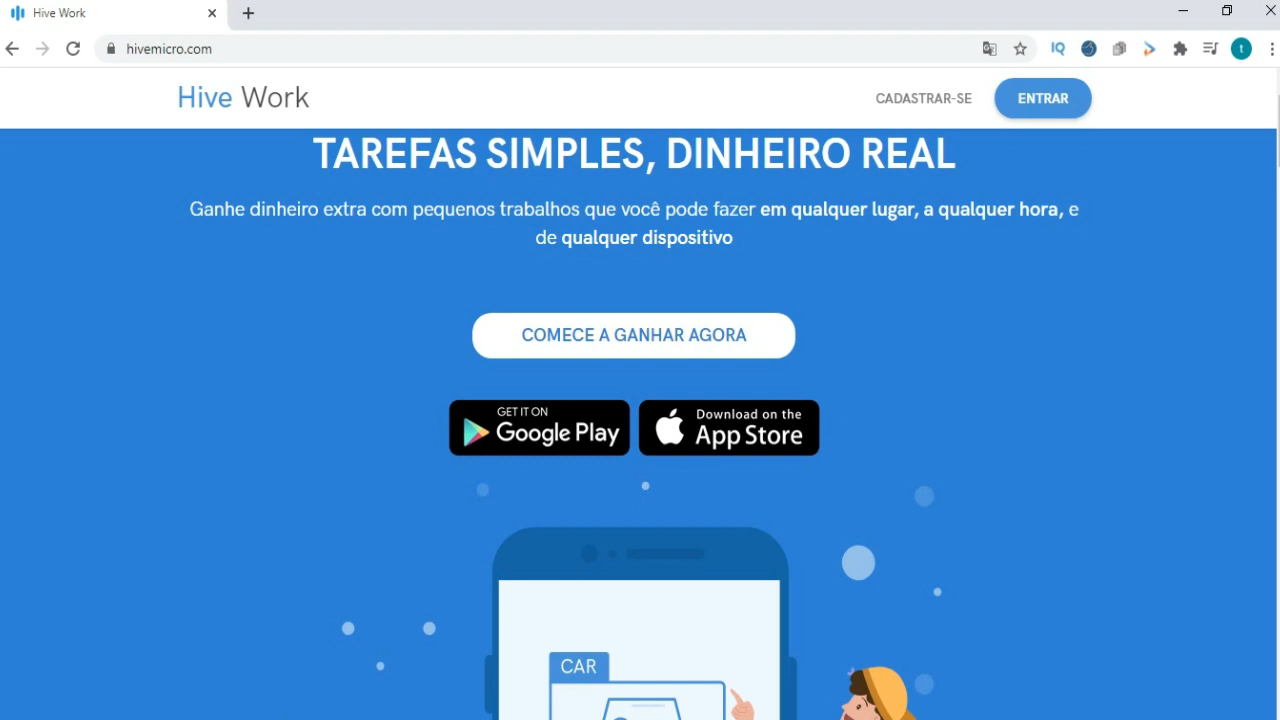 Hive Work
hivemicro.com
IQ
t
Hive Work
CADASTRAR-SE
ENTRAR
TAREFAS SIMPLES, DINHEIRO REAL
Ganhe dinheiro extra com pequenos trabalhos que você pode fazer em qualquer lugar, a qualquer hora, e
de qualquer dispositivo
COMECE A GANHAR AGORA
GET IT ON
Google Play
Download on the
App Store
CAR